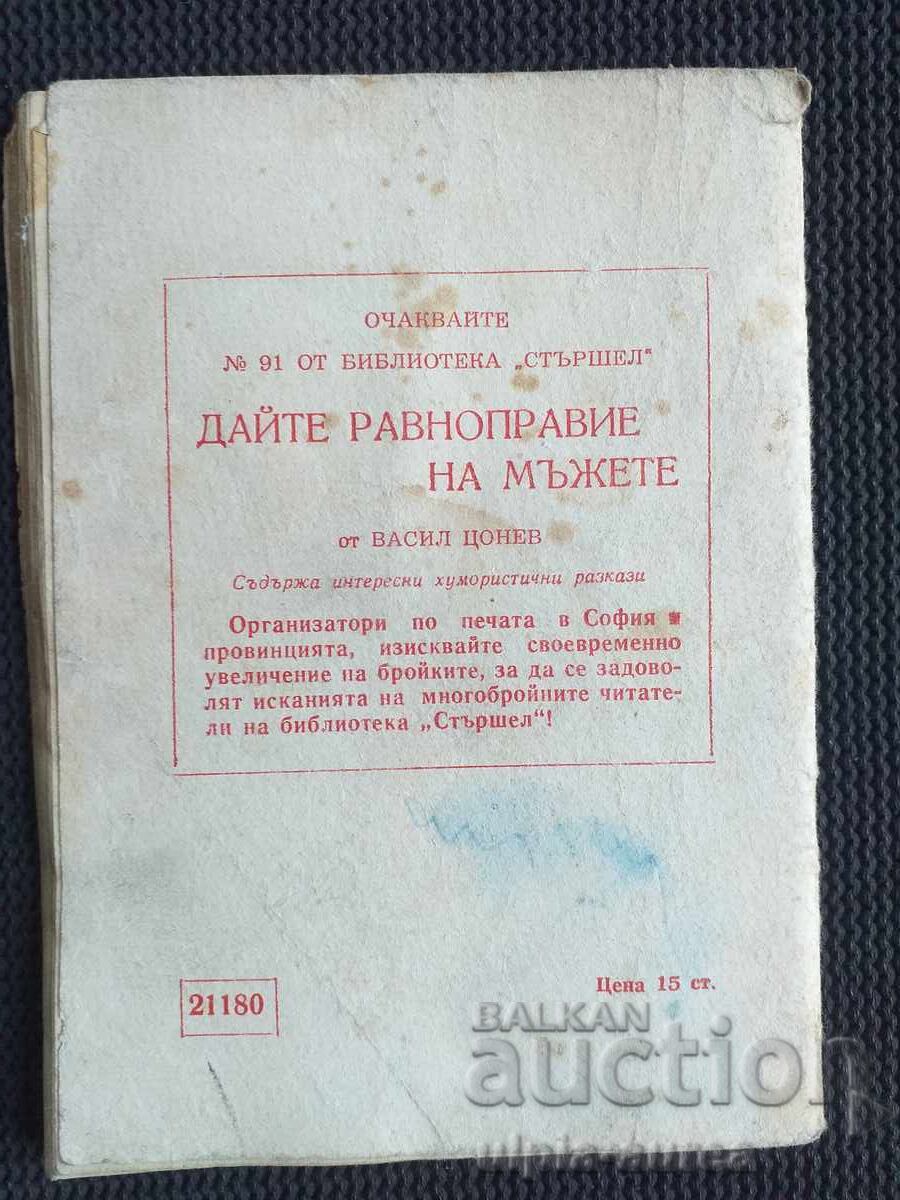 ОЧАКВАЙТЕ
№ 91 ОТ БИБЛИОТЕКА „СТЪРШЕЛ“
ДАЙТЕ РАВНОПРАВИЕ
НА МЪЖЕТЕ
от ВАСИЛ ЦОНЕВ
Съдържа интересни хумористични разкази
Организатори по печата в София и
провинцията, изисквайте своевременно
увеличение на бройките, за да се задово-
лят исканията на многобройните читате-
ли на библиотека „Стършел“!
21180
Цена 15 ст.
BALKAN
auction
ulpia-aurea